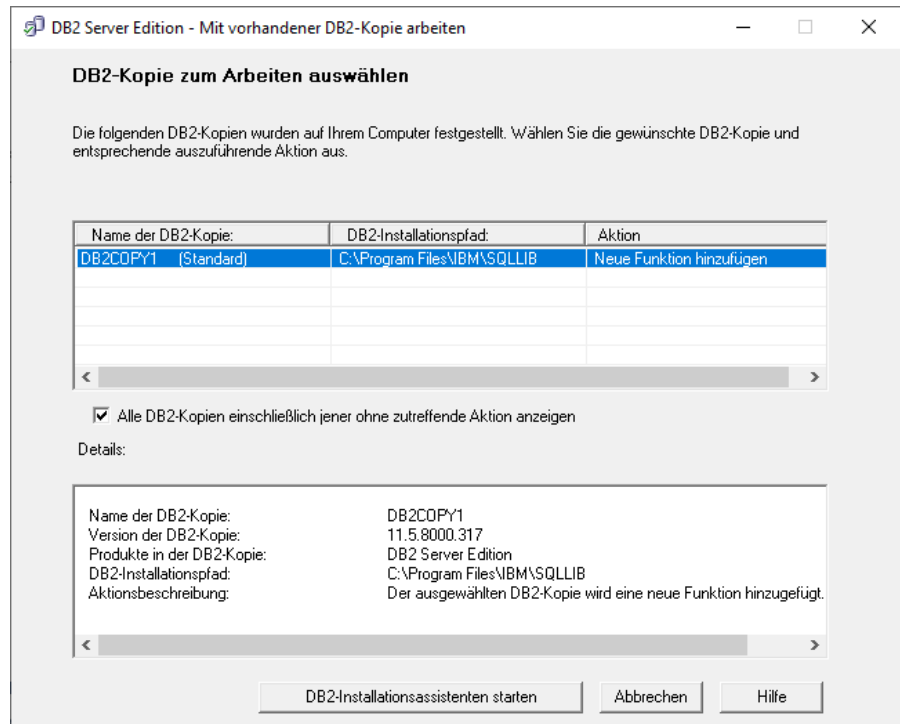 DB2 Server Edition - Mit vorhandener DB2-Kopie arbeiten
DB2-Kopie zum Arbeiten auswählen
Die folgenden DB2-Kopien wurden auf Ihrem Computer festgestellt. Wählen Sie die gewünschte DB2-Kopie und
entsprechende auszuführende Aktion aus.
Name der DB2-Kopie: DB2-Installationspfad: Aktion
DB2COPY1 (Standard) C:\Program Files\IBM\SQLLIB Neue Funktion hinzufügen
Alle DB2-Kopien einschließlich jener ohne zutreffende Aktion anzeigen
Details:
Name der DB2-Kopie: DB2COPY1
Version der DB2-Kopie: 11.5.8000.317
Produkte in der DB2-Kopie: DB2 Server Edition
DB2-Installationspfad: C:\Program Files\IBM\SQLLIB
Aktionsbeschreibung: Der ausgewählten DB2-Kopie wird eine neue Funktion hinzugefügt.
DB2-Installationsassistenten starten Abbrechen Hilfe